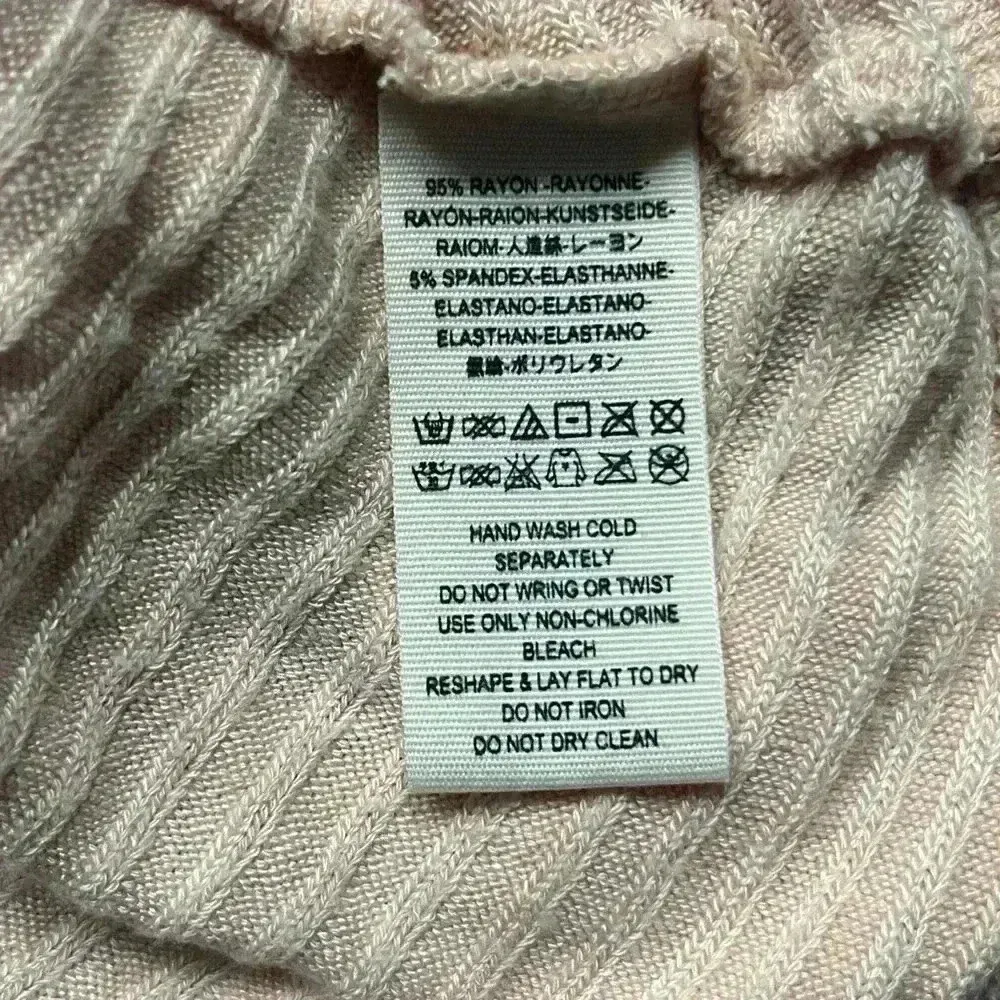 95% RAYON -RAYONNE-
RAYON-RAION-KUNSTSEIDE-
RAIOM-人造絲-レーヨン
5% SPANDEX-ELASTHANNE-
ELASTANO-ELASTANO-
ELASTHAN-ELASTANO-
ポリウレタン
HAND WASH COLD
SEPARATELY
DO NOT WRING OR TWIST
USE ONLY NON-CHLORINE
BLEACH
RESHAPE & LAY FLAT TO DRY
DO NOT IRON
DO NOT DRY CLEAN